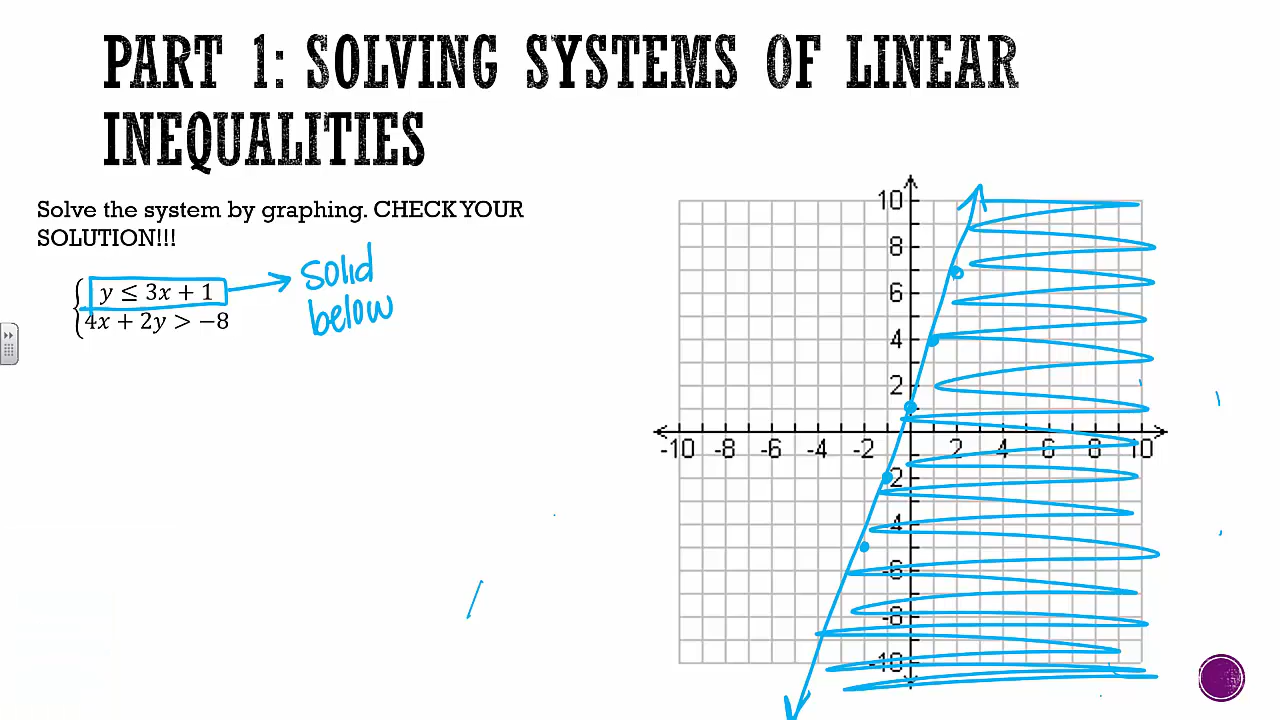 PART 1: SOLVING SYSTEMS OF LINEAR
INEQUALITIES
Solve the system by graphing. CHECK YOUR
SOLUTION!!!
y ≤ 3x + 1
4x + 2y > −8
solid
below
10
8
6
4
2
-10 -8 -6 -4 -2 2 4 6 8 10
-2
-4
-6
-8
-10